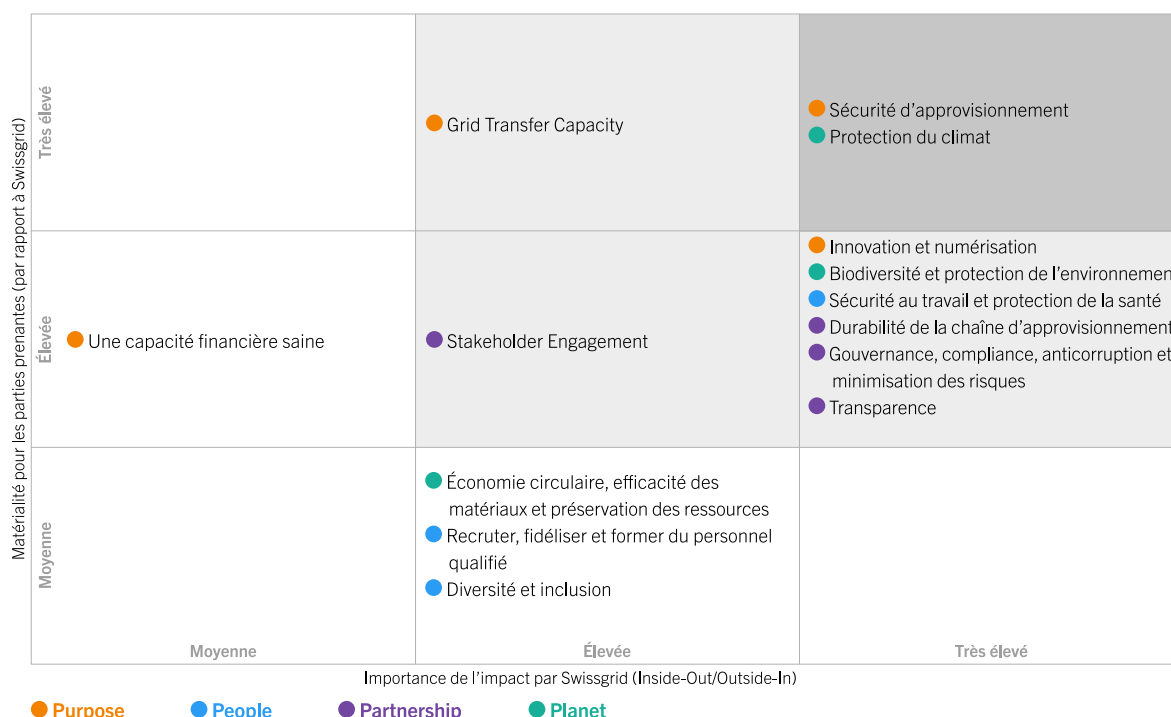 Matérialité pour les parties prenantes (par rapport à Swissgrid)
Très élevé
Grid Transfer Capacity
Sécurité d’approvisionnement
Protection du climat
Élevée
Une capacité financière saine
Stakeholder Engagement
Innovation et numérisation
Biodiversité et protection de l’environnement
Sécurité au travail et protection de la santé
Durabilité de la chaîne d’approvisionnement
Gouvernance, compliance, anticorruption et
minimisation des risques
Transparence
Moyenne
Économie circulaire, efficacité des
matériaux et préservation des ressources
Recruter, fidéliser et former du personnel
qualifié
Diversité et inclusion
Moyenne
Élevée
Très élevé
Importance de l’impact par Swissgrid (Inside-Out/Outside-In)
Purpose
People
Partnership
Planet